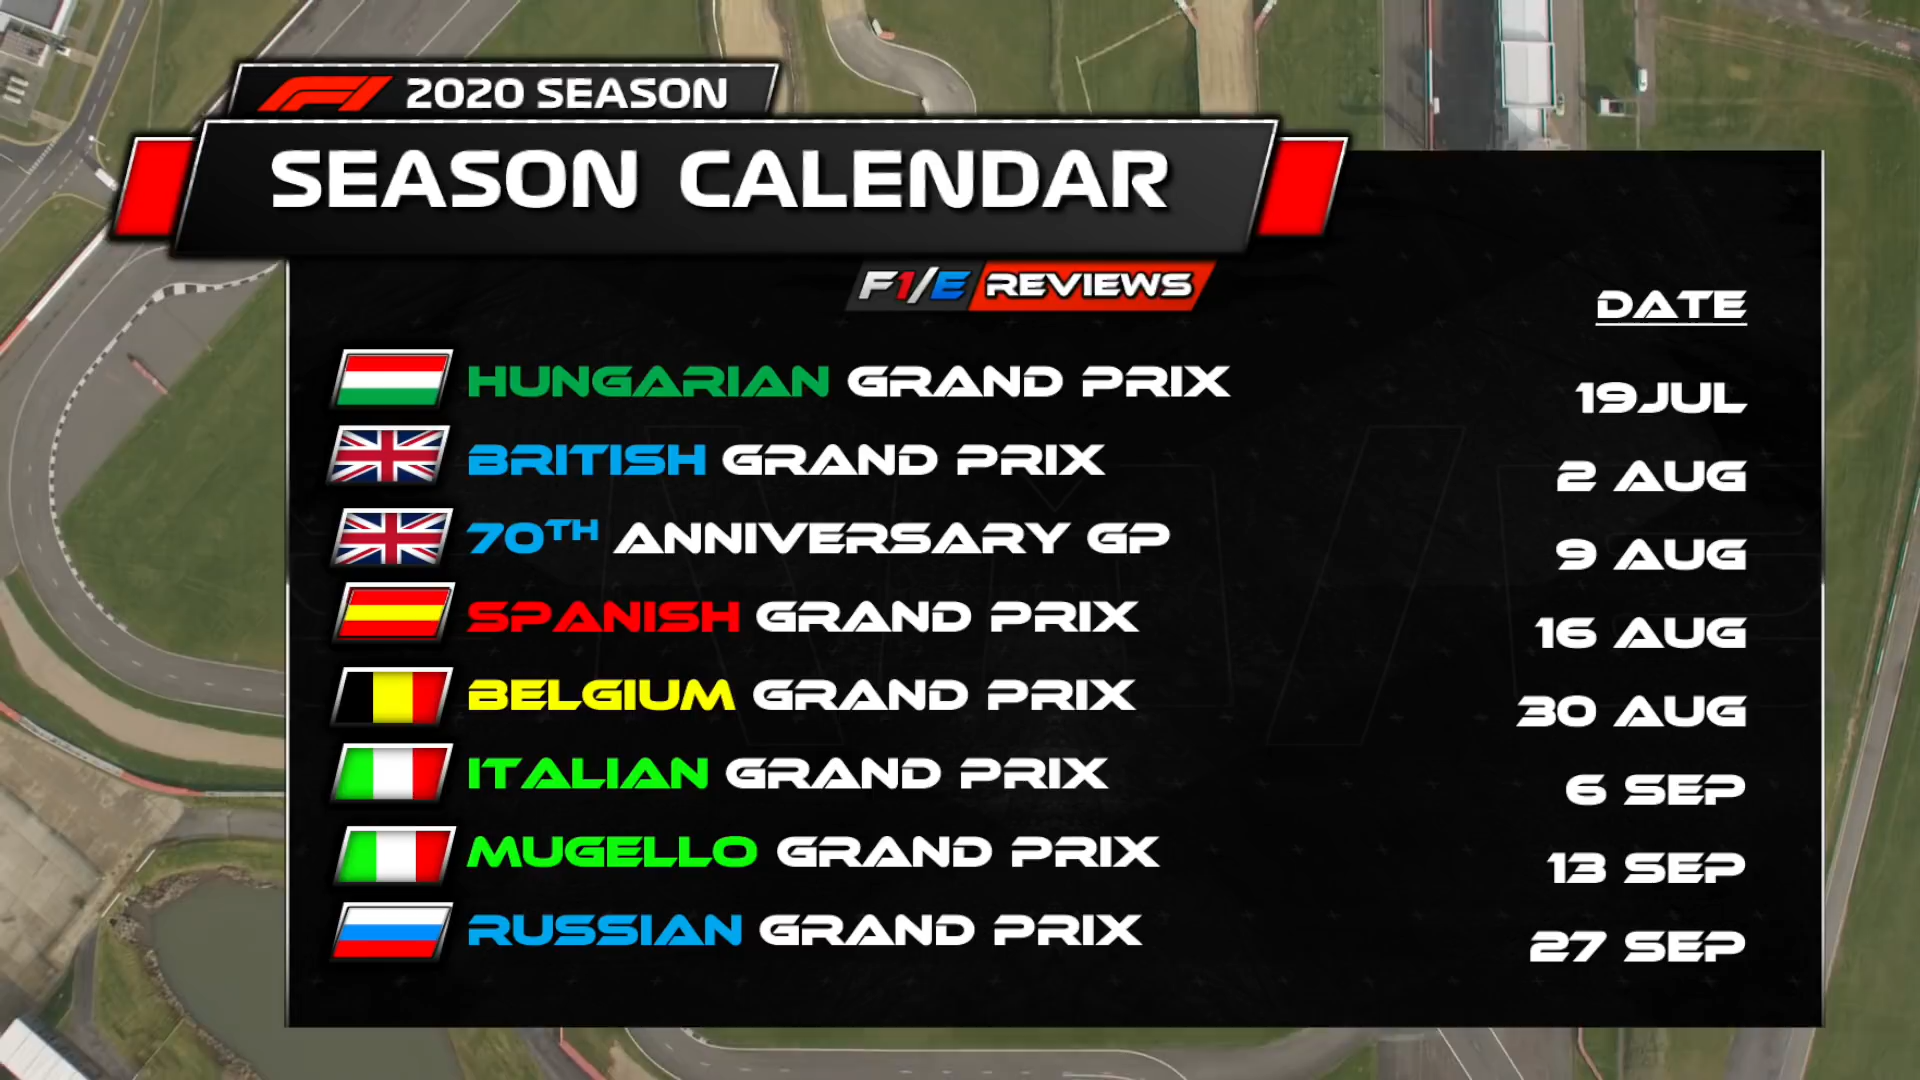 F1 2020 SEASON
SEASON CALENDAR
F1/E REVIEWS
DATE
HUNGARIAN GRAND PRIX 19JUL
BRITISH GRAND PRIX 2 AUG
70TH ANNIVERSARY GP 9 AUG
SPANISH GRAND PRIX 16 AUG
BELGIUM GRAND PRIX 30 AUG
ITALIAN GRAND PRIX 6 SEP
MUGELLO GRAND PRIX 13 SEP
RUSSIAN GRAND PRIX 27 SEP